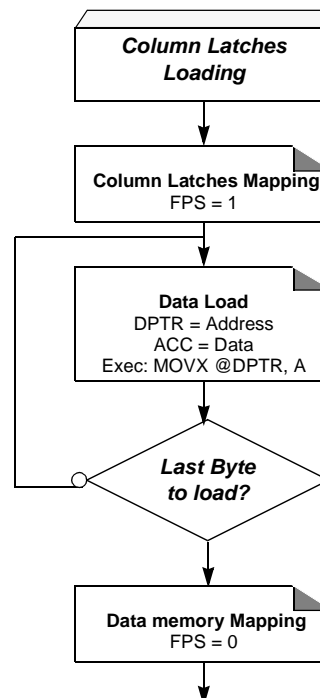 Column Latches
Loading
Column Latches Mapping
FPS = 1
Data Load
DPTR = Address
ACC = Data
Exec: MOVX @DPTR, A
Last Byte
to load?
Data memory Mapping
FPS = 0